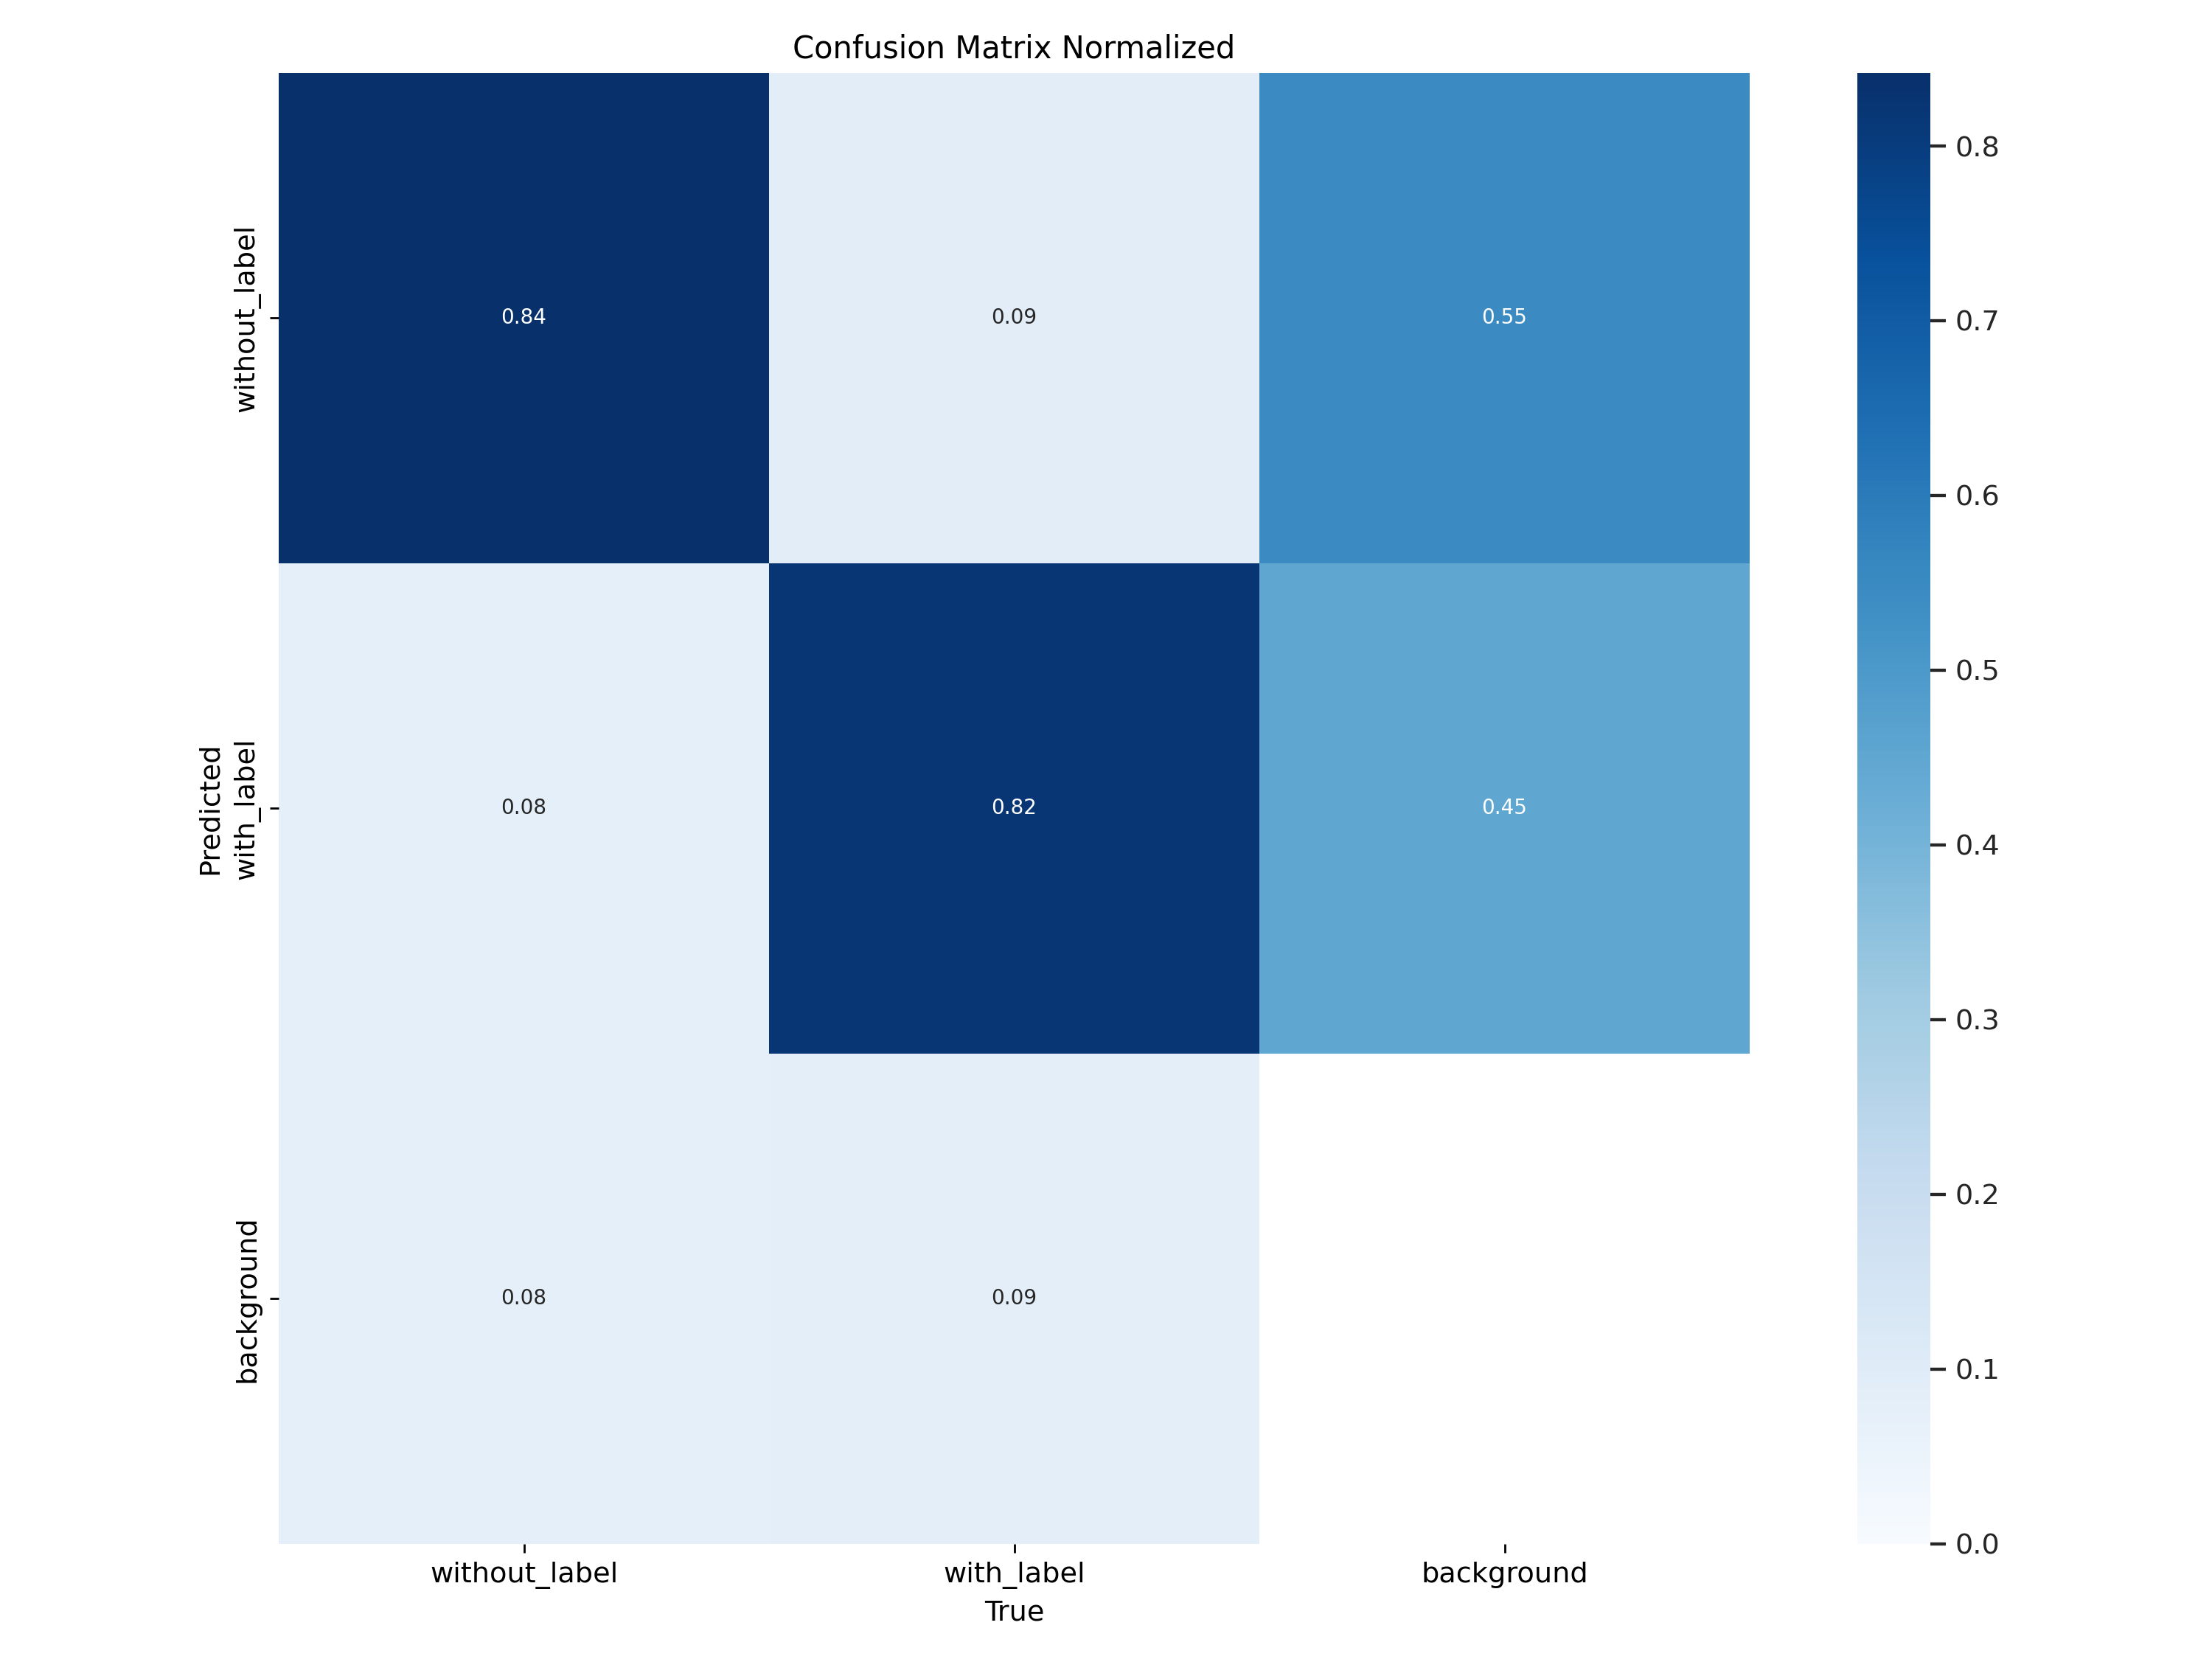 Confusion Matrix Normalized
without_label
0.84
0.09
0.55
Predicted
with_label
0.08
0.82
0.45
background
0.08
0.09
without_label
with_label
background
True
0.8
0.7
0.6
0.5
0.4
0.3
0.2
0.1
0.0